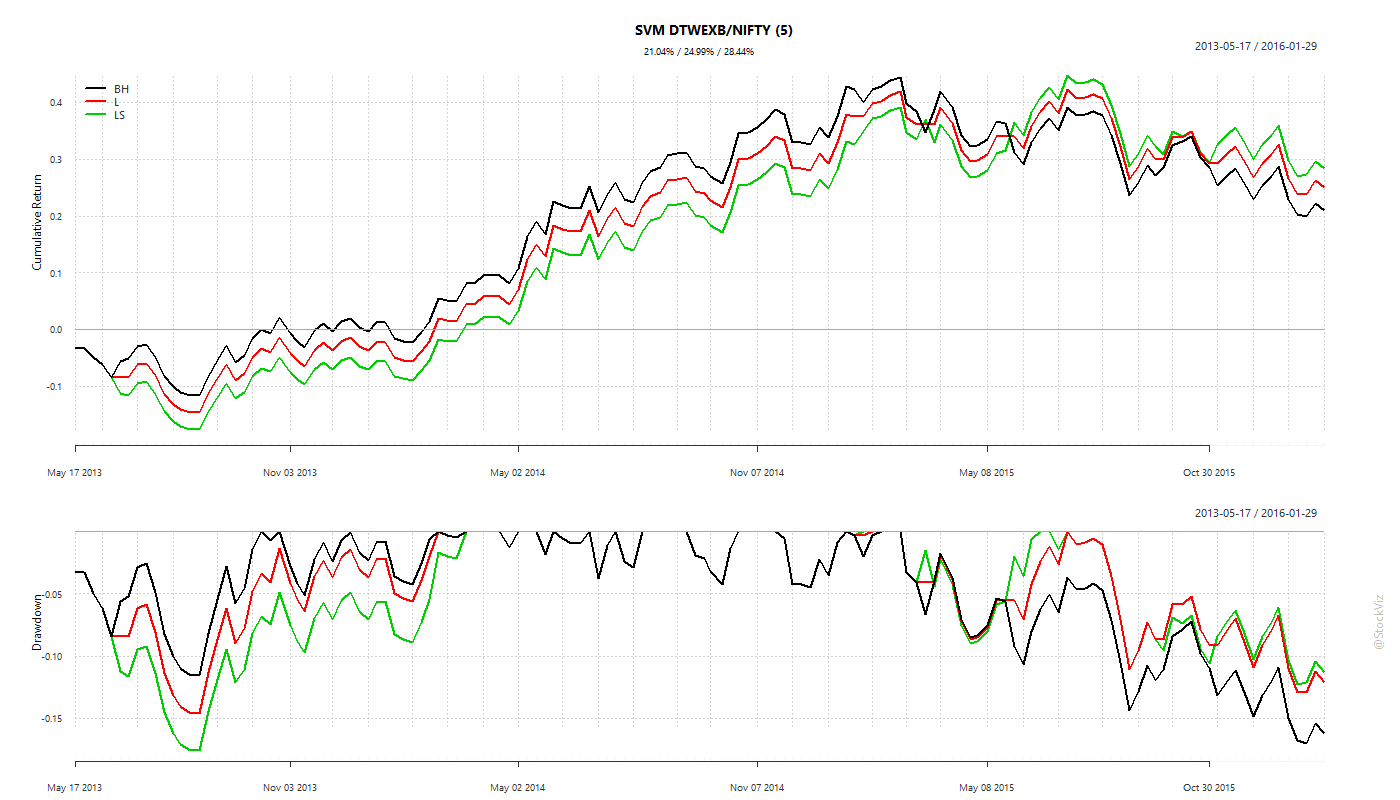 SVM DTWEXB/NIFTY (5)
21.04% / 24.99% / 28.44%
2013-05-17 / 2016-01-29
BH
L
LS
Cumulative Return
0.4
0.3
0.2
0.1
0.0
-0.1
May 17 2013 Nov 03 2013 May 02 2014 Nov 07 2014 May 08 2015 Oct 30 2015
2013-05-17 / 2016-01-29
Drawdown
-0.05
-0.10
-0.15
May 17 2013 Nov 03 2013 May 02 2014 Nov 07 2014 May 08 2015 Oct 30 2015
@StockViz